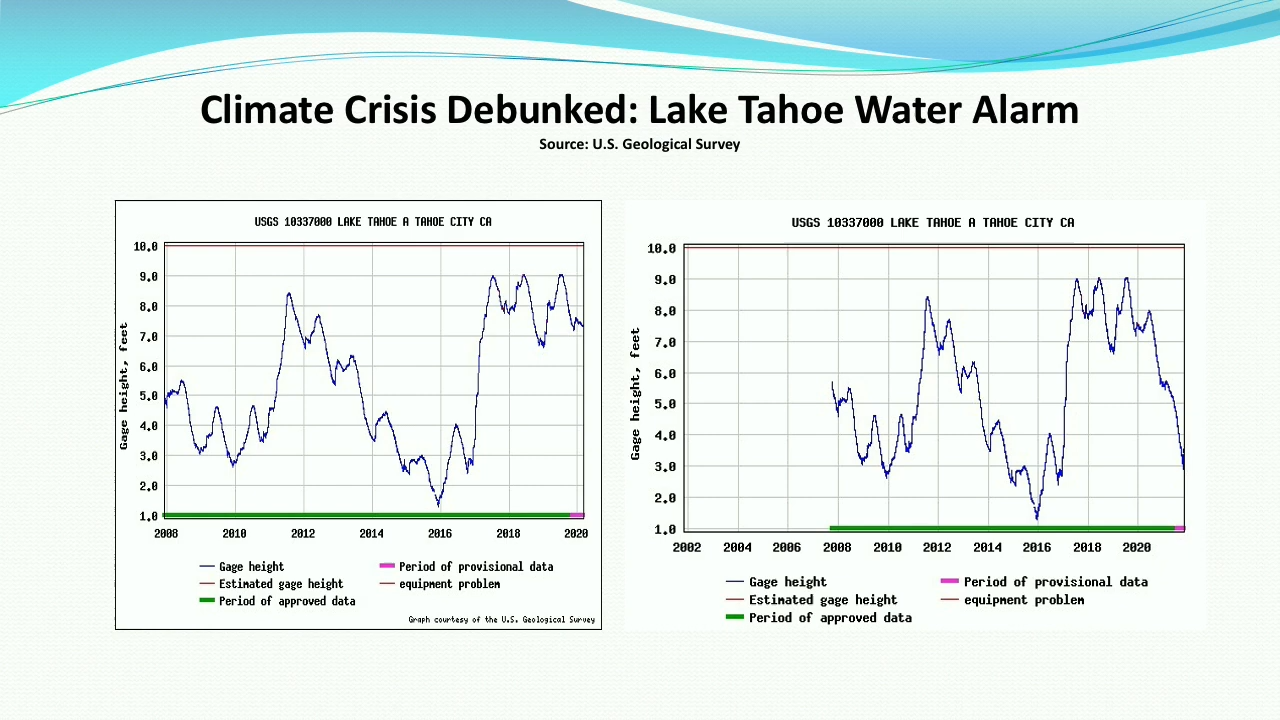 Climate Crisis Debunked: Lake Tahoe Water Alarm
Source: U.S. Geological Survey
USGS 10337000 LAKE TAHOE A TAHOE CITY CA
Gage height, feet
10.0
9.0
8.0
7.0
6.0
5.0
4.0
3.0
2.0
1.0
2008 2010 2012 2014 2016 2018 2020
Gage height
Estimated gage height
Period of approved data
Period of provisional data
equipment problem
Graph courtesy of the U.S. Geological Survey
USGS 10337000 LAKE TAHOE A TAHOE CITY CA
Gage height, feet
10.0
9.0
8.0
7.0
6.0
5.0
4.0
3.0
2.0
1.0
2002 2004 2006 2008 2010 2012 2014 2016 2018 2020
Gage height
Estimated gage height
Period of approved data
Period of provisional data
equipment problem